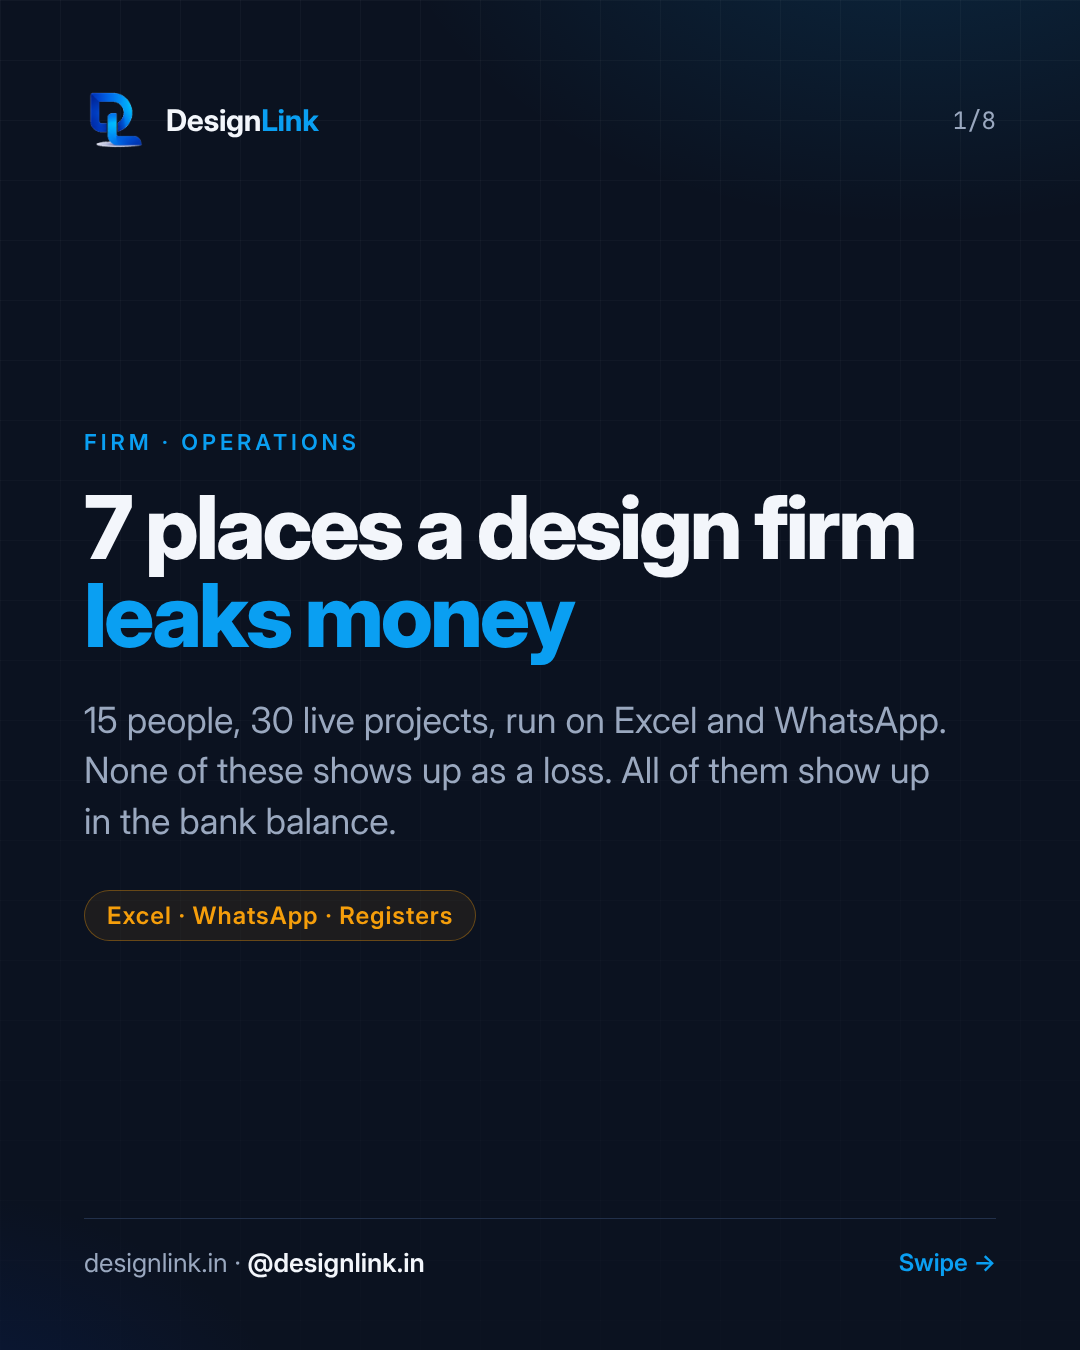 DesignLink
1/8
FIRM · OPERATIONS
7 places a design firm
leaks money
15 people, 30 live projects, run on Excel and WhatsApp.
None of these shows up as a loss. All of them show up
in the bank balance.
Excel · WhatsApp · Registers
designlink.in · @designlink.in
Swipe →